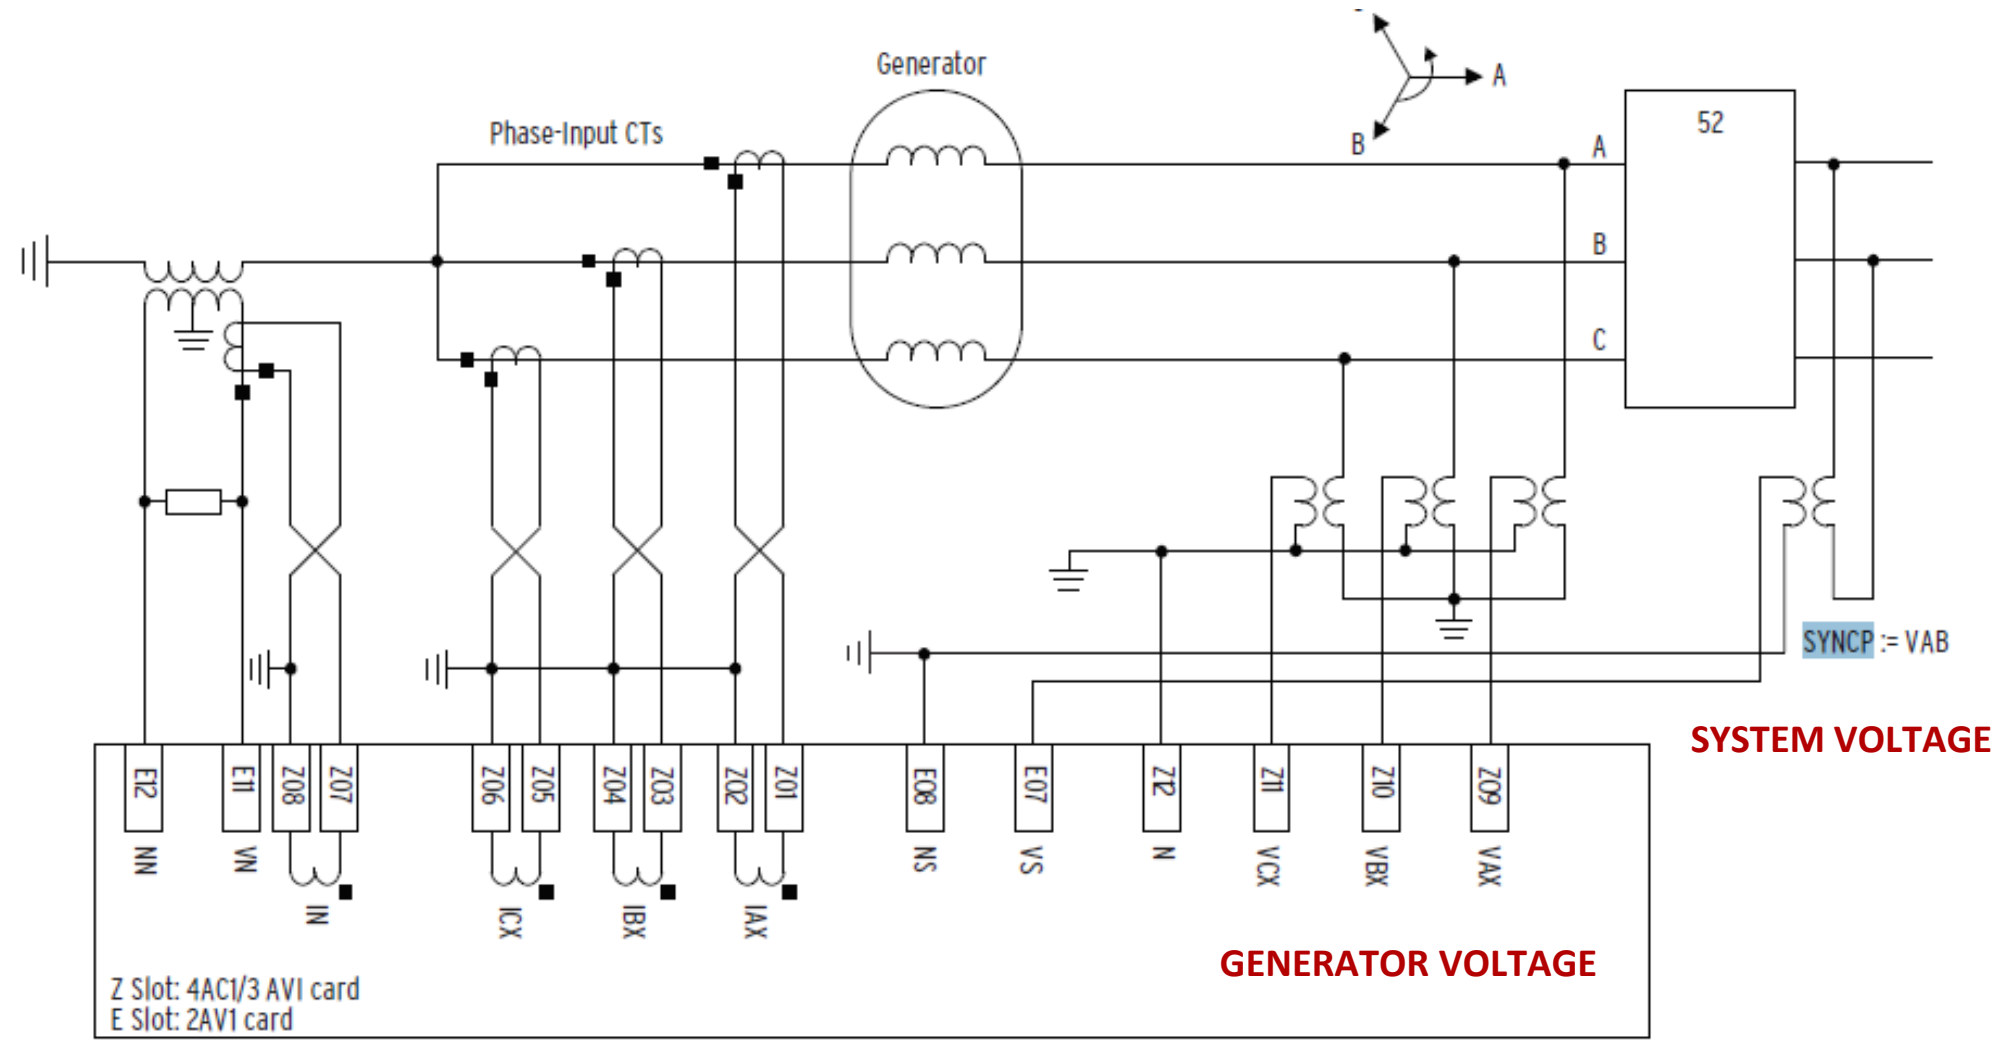 Generator
A
Phase-Input CTs
52
B
A
B
C
SYNCP := VAB
SYSTEM VOLTAGE
E12
E11
Z08
Z07
Z06
Z05
Z04
Z03
Z02
Z01
E08
E07
Z12
Z11
Z10
Z09
NN
VN
IN
ICX
IBX
IAX
NS
VS
N
VCX
VBX
VAX
GENERATOR VOLTAGE
Z Slot: 4AC1/3 AVI card
E Slot: 2AV1 card